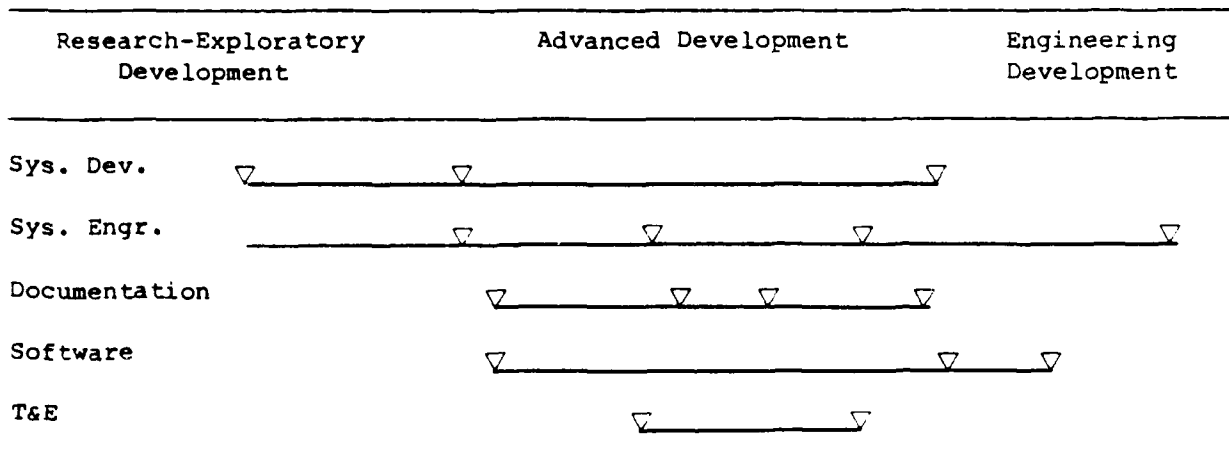 Research-Exploratory Advanced Development Engineering
Development Development
Sys. Dev.
Sys. Engr.
Documentation
Software
T&E